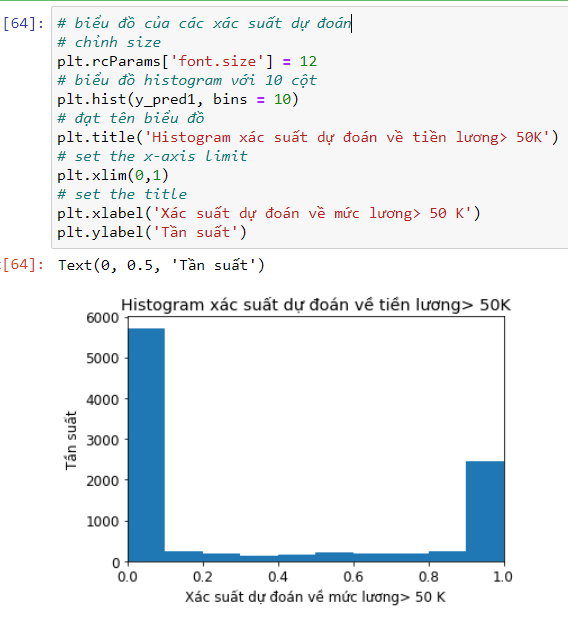 [64]: # biểu đồ của các xác suất dự đoán
# chỉnh size
plt.rcParams['font.size'] = 12
# biểu đồ histogram với 10 cột
plt.hist(y_pred1, bins = 10)
# đạt tên biểu đồ
plt.title('Histogram xác suất dự đoán về tiền lương> 50K')
# set the x-axis limit
plt.xlim(0,1)
# set the title
plt.xlabel('Xác suất dự đoán về mức lương> 50 K')
plt.ylabel('Tần suất')
[64]: Text(0, 0.5, 'Tần suất')
Histogram xác suất dự đoán về tiền lương> 50K
6000
5000
4000
3000
2000
1000
0
Tần suất
0.0 0.2 0.4 0.6 0.8 1.0
Xác suất dự đoán về mức lương> 50 K